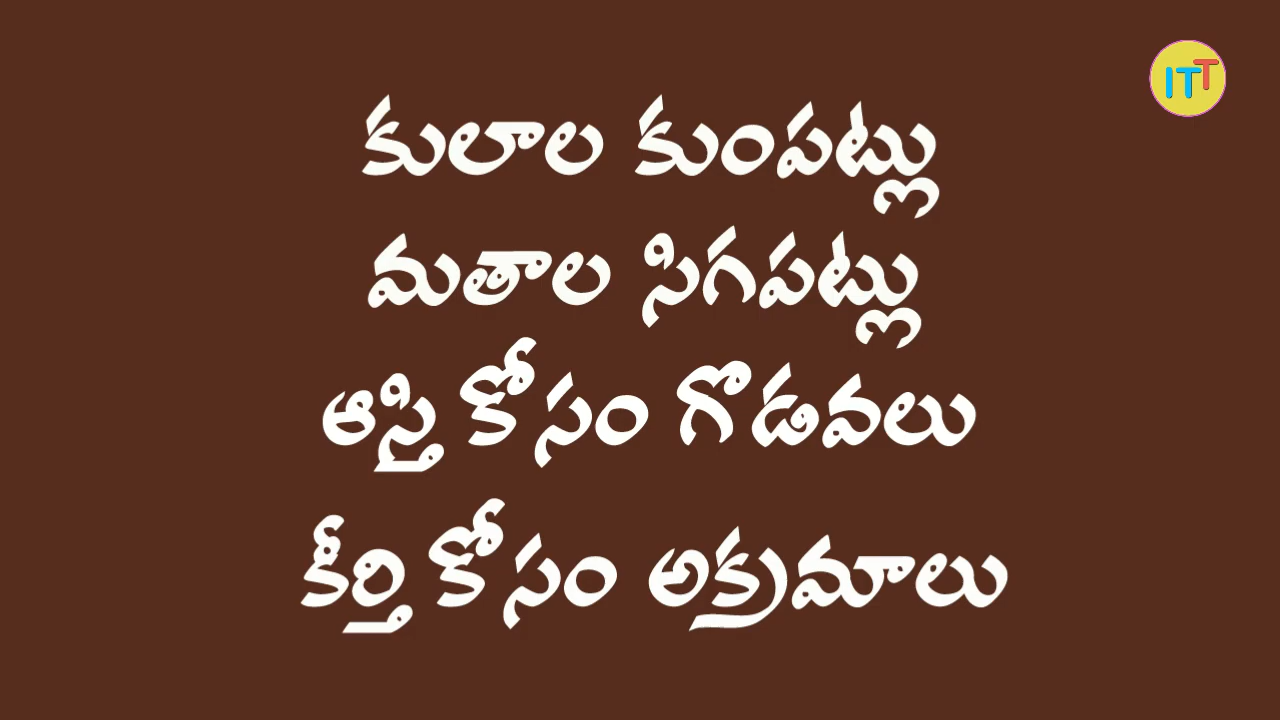 ITT
కులాల కుంపట్లు
మతాల సిగపట్లు
ఆస్తి కోసం గొడవలు
కీర్తి కోసం అక్రమాలు